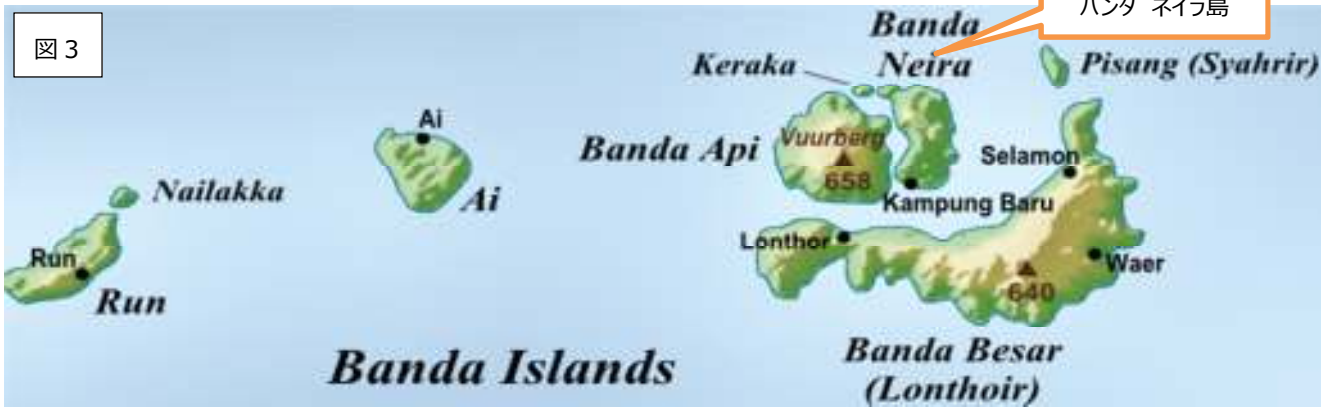 図３
バンダ ネイラ島
Banda
Neira
Keraka
Pisang (Syahrir)
Ai
Banda Api
Vuurberg
658
Selamon
Nailakka
Ai
Kampung Baru
Lonthor
Run
Waer
640
Run
Banda Islands
Banda Besar
(Lonthoir)